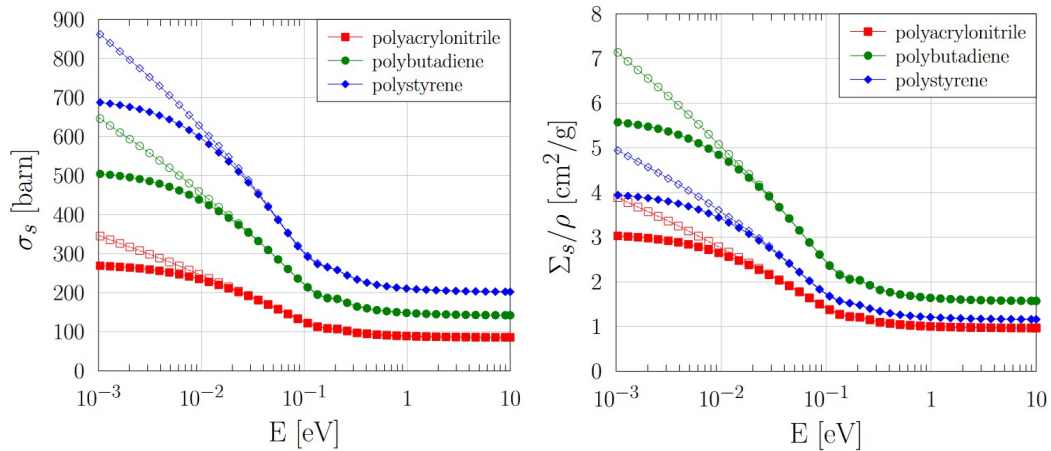 900
800
700
600
500
400
300
200
100
0
σₛ [barn]
polyacrylonitrile
polybutadiene
polystyrene
10⁻³
10⁻²
10⁻¹
1
10
E [eV]
8
7
6
5
4
3
2
1
0
Σₛ/ρ [cm²/g]
polyacrylonitrile
polybutadiene
polystyrene
10⁻³
10⁻²
10⁻¹
1
10
E [eV]